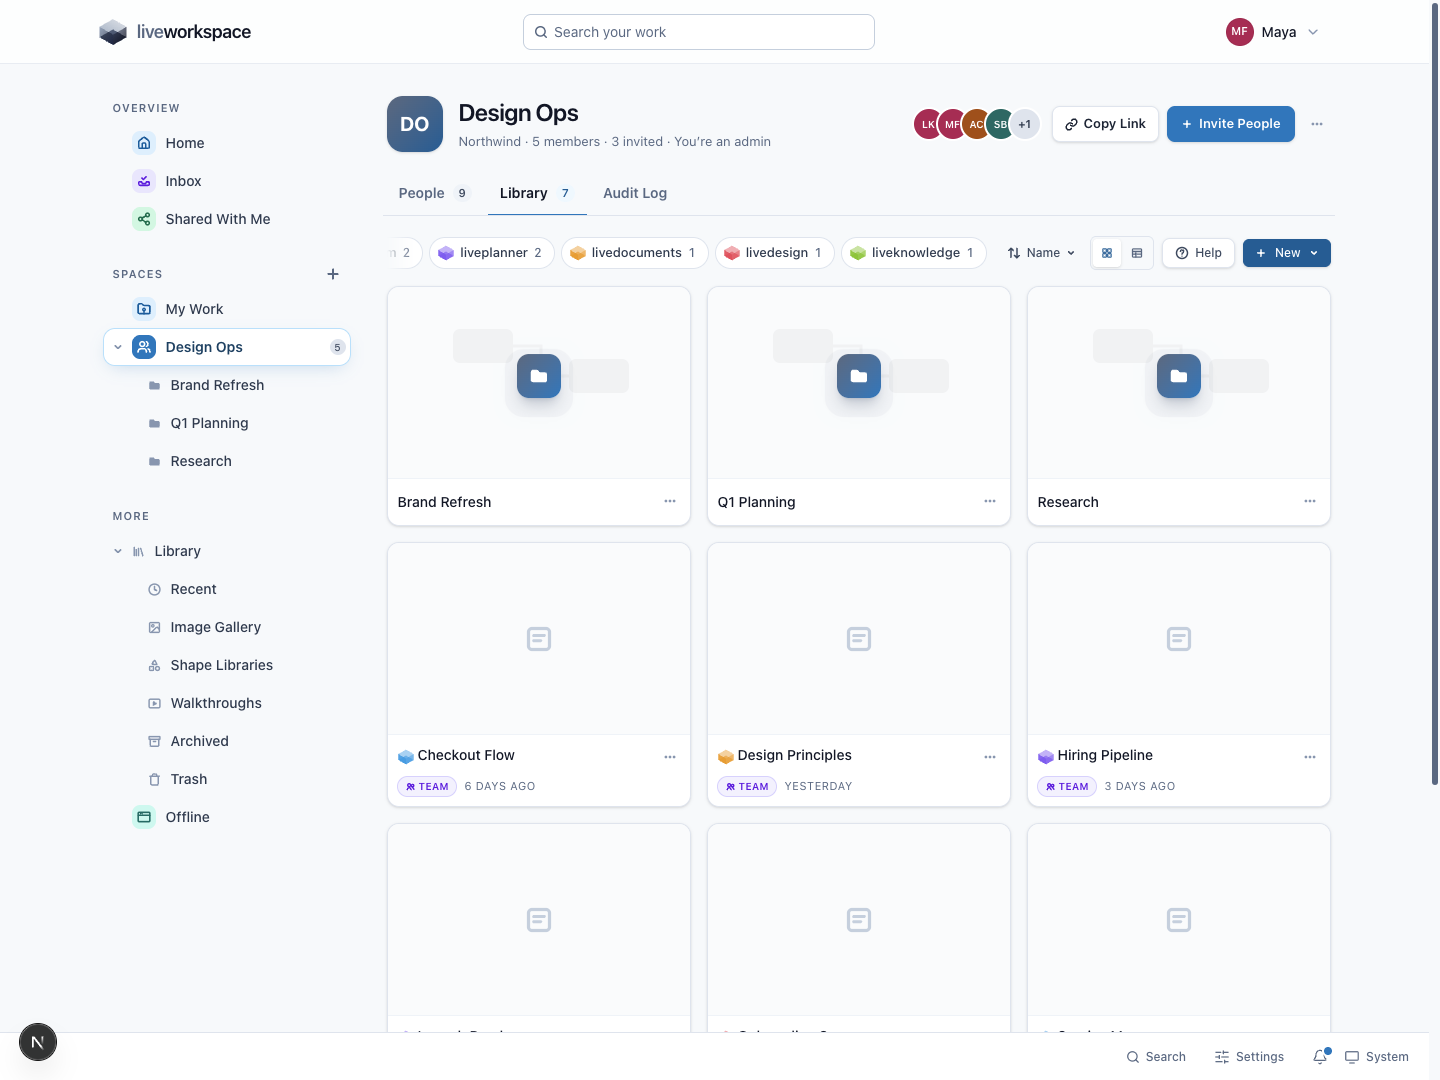 liveworkspace
Search your work
MF Maya
OVERVIEW
Home
Inbox
Shared With Me
SPACES
My Work
Design Ops 5
Brand Refresh
Q1 Planning
Research
MORE
Library
Recent
Image Gallery
Shape Libraries
Walkthroughs
Archived
Trash
Offline
DO
Design Ops
Northwind · 5 members · 3 invited · You’re an admin
LK MF AC SB +1
Copy Link
Invite People
People 9 Library 7 Audit Log
2 liveplanner 2 livedocuments 1 livedesign 1 liveknowledge 1
Name
Help
New
Brand Refresh
Q1 Planning
Research
Checkout Flow
TEAM 6 DAYS AGO
Design Principles
TEAM YESTERDAY
Hiring Pipeline
TEAM 3 DAYS AGO
N
Search Settings System